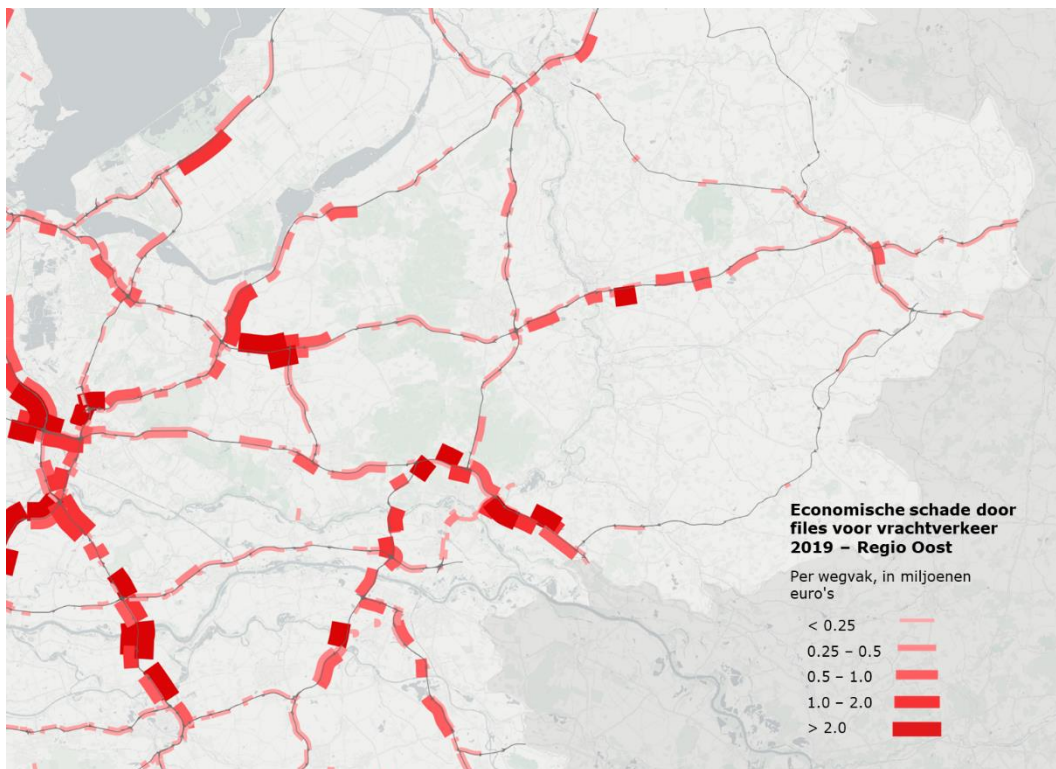 Economische schade door
files voor vrachtverkeer
2019 – Regio Oost
Per wegvak, in miljoenen
euro's
< 0.25
0.25 – 0.5
0.5 – 1.0
1.0 – 2.0
> 2.0